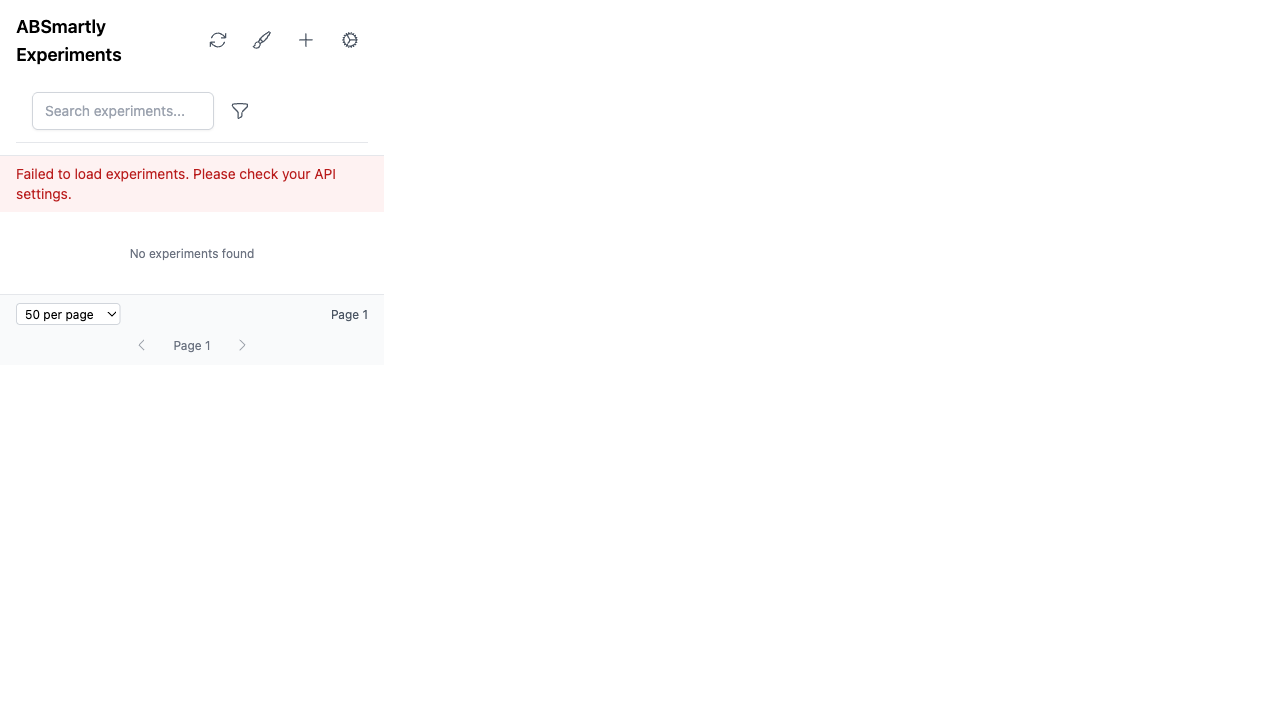 ABSmartly
Experiments
Search experiments...
Failed to load experiments. Please check your API
settings.
No experiments found
50 per page
Page 1
Page 1